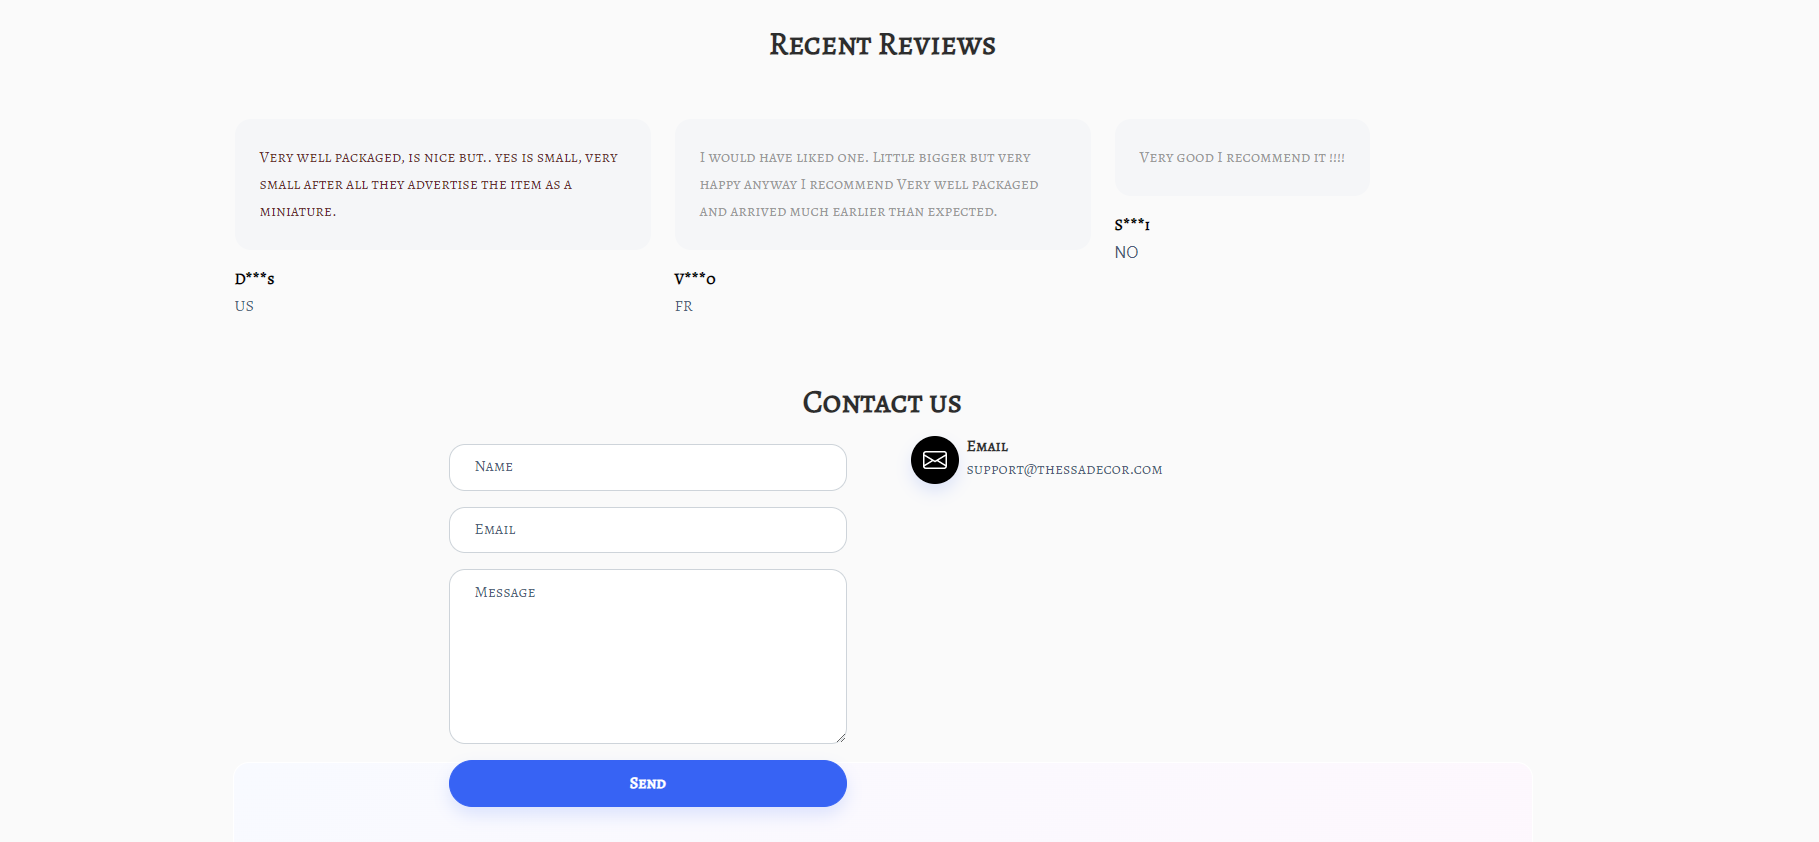 Recent Reviews
Very well packaged, is nice but.. yes is small, very
small after all they advertise the item as a
miniature.
D***s
US
I would have liked one. Little bigger but very
happy anyway I recommend Very well packaged
and arrived much earlier than expected.
V***o
FR
Very good I recommend it !!!!
S***i
NO
Contact us
Name
Email
Message
Send
Email
support@thessadecor.com